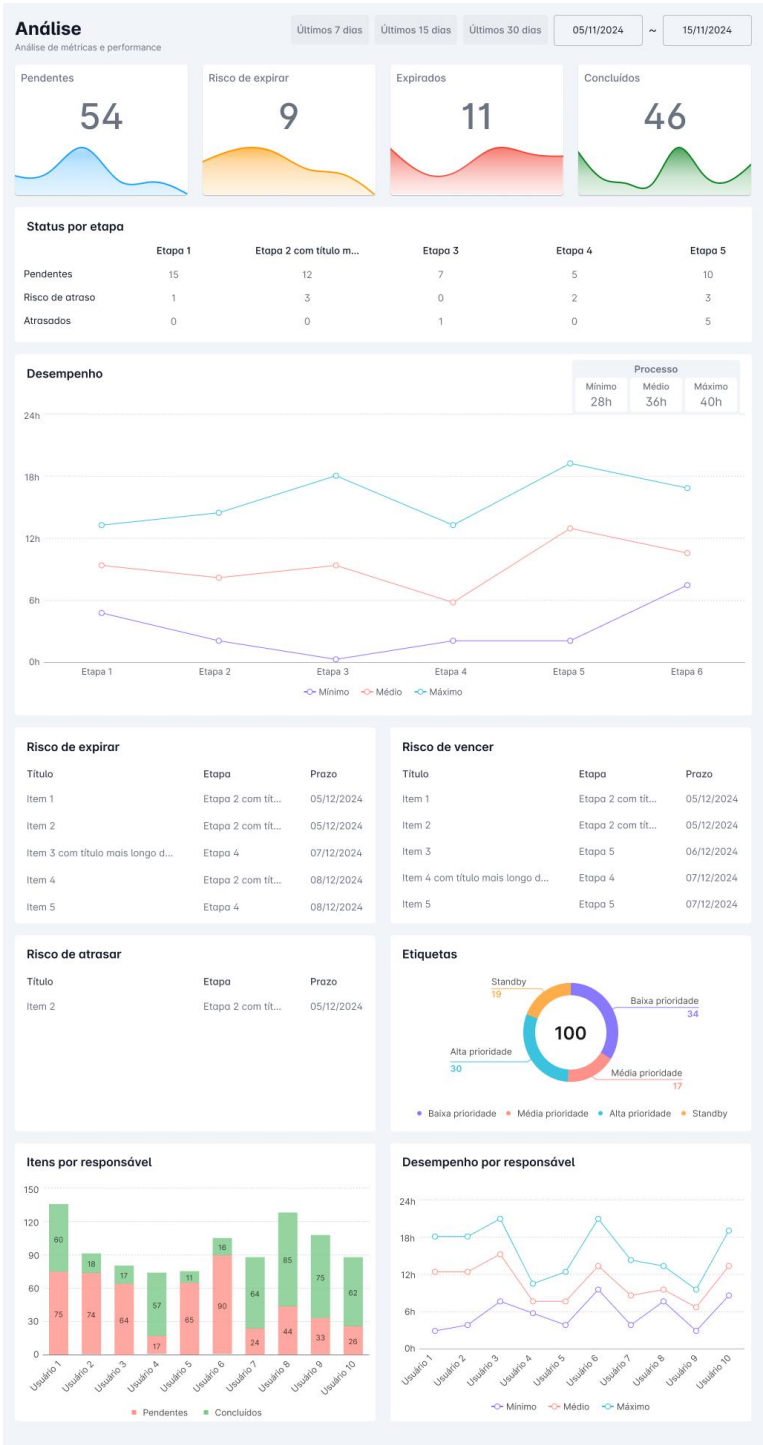 Análise
Análise de métricas e performance
Últimos 7 dias Últimos 15 dias Últimos 30 dias 05/11/2024 ~ 15/11/2024
Pendentes Risco de expirar Expirados Concluídos
54 9 11 46
Status por etapa
Etapa 1 Etapa 2 com título m... Etapa 3 Etapa 4 Etapa 5
Pendentes 15 12 7 5 10
Risco de atraso 1 3 0 2 3
Atrasados 0 0 1 0 5
Desempenho
Processo
Mínimo Médio Máximo
28h 36h 40h
24h
18h
12h
6h
0h
Etapa 1 Etapa 2 Etapa 3 Etapa 4 Etapa 5 Etapa 6
Mínimo Médio Máximo
Risco de expirar
Título Etapa Prazo
Item 1 Etapa 2 com tít... 05/12/2024
Item 2 Etapa 2 com tít... 05/12/2024
Item 3 com título mais longo d... Etapa 4 07/12/2024
Item 4 Etapa 2 com tít... 08/12/2024
Item 5 Etapa 4 08/12/2024
Risco de vencer
Título Etapa Prazo
Item 1 Etapa 2 com tít... 05/12/2024
Item 2 Etapa 2 com tít... 05/12/2024
Item 3 Etapa 5 06/12/2024
Item 4 com título mais longo d... Etapa 4 07/12/2024
Item 5 Etapa 5 07/12/2024
Risco de atrasar
Título Etapa Prazo
Item 2 Etapa 2 com tít... 05/12/2024
Etiquetas
Standby
19
Baixa prioridade
34
100
Alta prioridade
30
Média prioridade
17
Baixa prioridade Média prioridade Alta prioridade Standby
Itens por responsável
150
120
90
60
30
0
60 18 17 57 11 16 64 85 75 62
75 74 64 17 65 90 24 44 33 26
Usuário 1 Usuário 2 Usuário 3 Usuário 4 Usuário 5 Usuário 6 Usuário 7 Usuário 8 Usuário 9 Usuário 10
Pendentes Concluídos
Desempenho por responsável
24h
18h
12h
6h
0h
Usuário 1 Usuário 2 Usuário 3 Usuário 4 Usuário 5 Usuário 6 Usuário 7 Usuário 8 Usuário 9 Usuário 10
Mínimo Médio Máximo